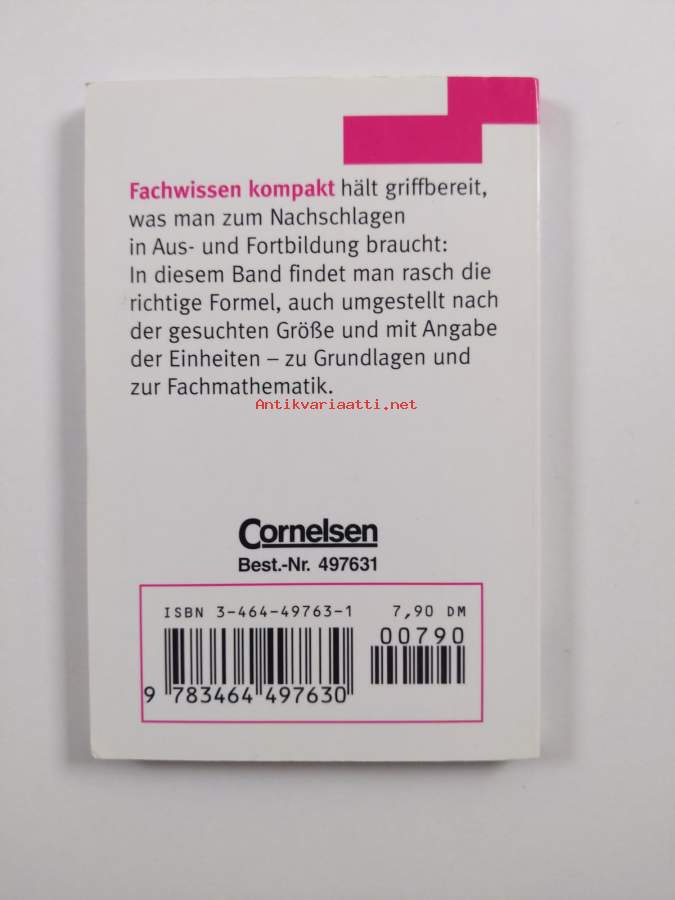 Fachwissen kompakt hält griffbereit,
was man zum Nachschlagen
in Aus- und Fortbildung braucht:
In diesem Band findet man rasch die
richtige Formel, auch umgestellt nach
der gesuchten Größe und mit Angabe
der Einheiten – zu Grundlagen und
zur Fachmathematik.
Antikvariaatti.net
Cornelsen
Best.-Nr. 497631
ISBN 3-464-49763-1 7,90 DM
00790
9 783464 497630